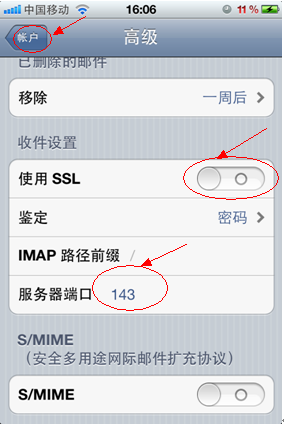 中国移动 16:06 11%
帐户 高级
已删除的邮件
移除 一周后
收件设置
使用 SSL
鉴定 密码
IMAP 路径前缀 /
服务器端口 143
S/MIME
（安全多用途网际邮件扩充协议）
S/MIME